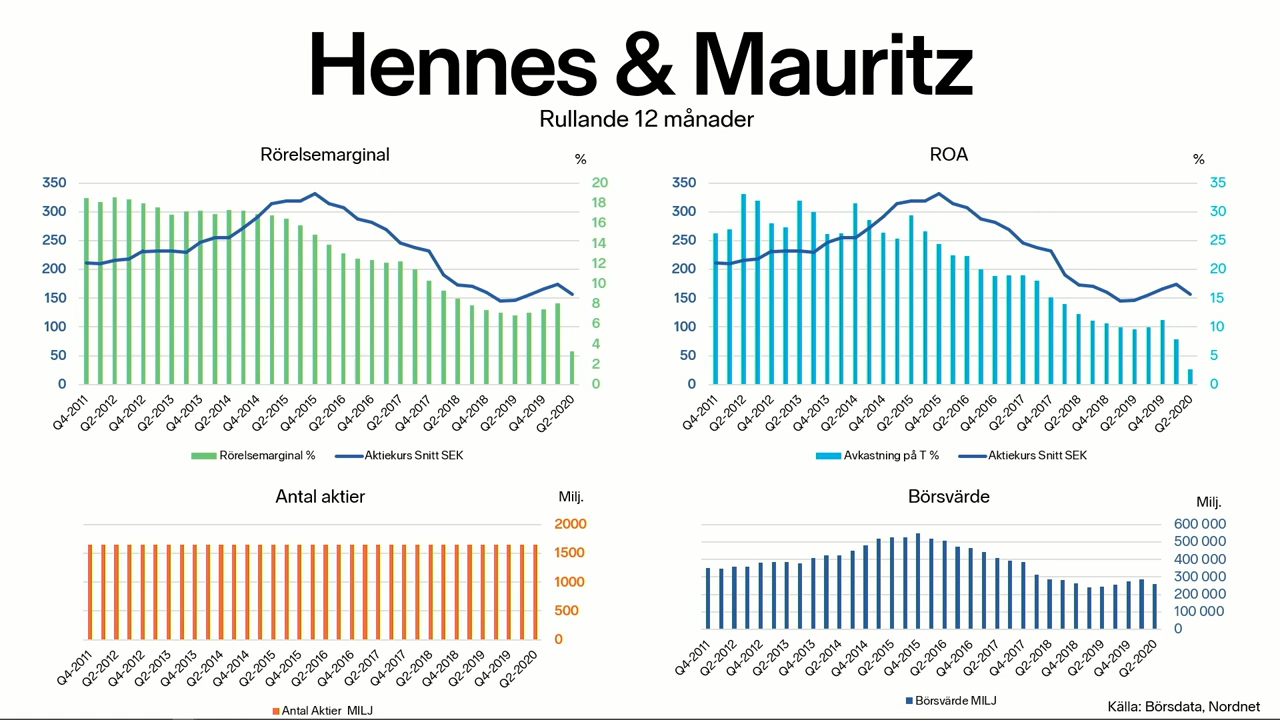 Hennes & Mauritz
Rullande 12 månader
Rörelsemarginal
%
350
300
250
200
150
100
50
0
20
18
16
14
12
10
8
6
4
2
0
Q4-2011
Q2-2012
Q4-2012
Q2-2013
Q4-2013
Q2-2014
Q4-2014
Q2-2015
Q4-2015
Q2-2016
Q4-2016
Q2-2017
Q4-2017
Q2-2018
Q4-2018
Q2-2019
Q4-2019
Q2-2020
Rörelsemarginal %
Aktiekurs Snitt SEK
ROA
%
350
300
250
200
150
100
50
0
35
30
25
20
15
10
5
0
Q4-2011
Q2-2012
Q4-2012
Q2-2013
Q4-2013
Q2-2014
Q4-2014
Q2-2015
Q4-2015
Q2-2016
Q4-2016
Q2-2017
Q4-2017
Q2-2018
Q4-2018
Q2-2019
Q4-2019
Q2-2020
Avkastning på T %
Aktiekurs Snitt SEK
Antal aktier
Milj.
2000
1500
1000
500
0
Q4-2011
Q2-2012
Q4-2012
Q2-2013
Q4-2013
Q2-2014
Q4-2014
Q2-2015
Q4-2015
Q2-2016
Q4-2016
Q2-2017
Q4-2017
Q2-2018
Q4-2018
Q2-2019
Q4-2019
Q2-2020
Antal Aktier MILJ
Börsvärde
Milj.
600 000
500 000
400 000
300 000
200 000
100 000
0
Q4-2011
Q2-2012
Q4-2012
Q2-2013
Q4-2013
Q2-2014
Q4-2014
Q2-2015
Q4-2015
Q2-2016
Q4-2016
Q2-2017
Q4-2017
Q2-2018
Q4-2018
Q2-2019
Q4-2019
Q2-2020
Börsvärde MILJ
Källa: Börsdata, Nordnet